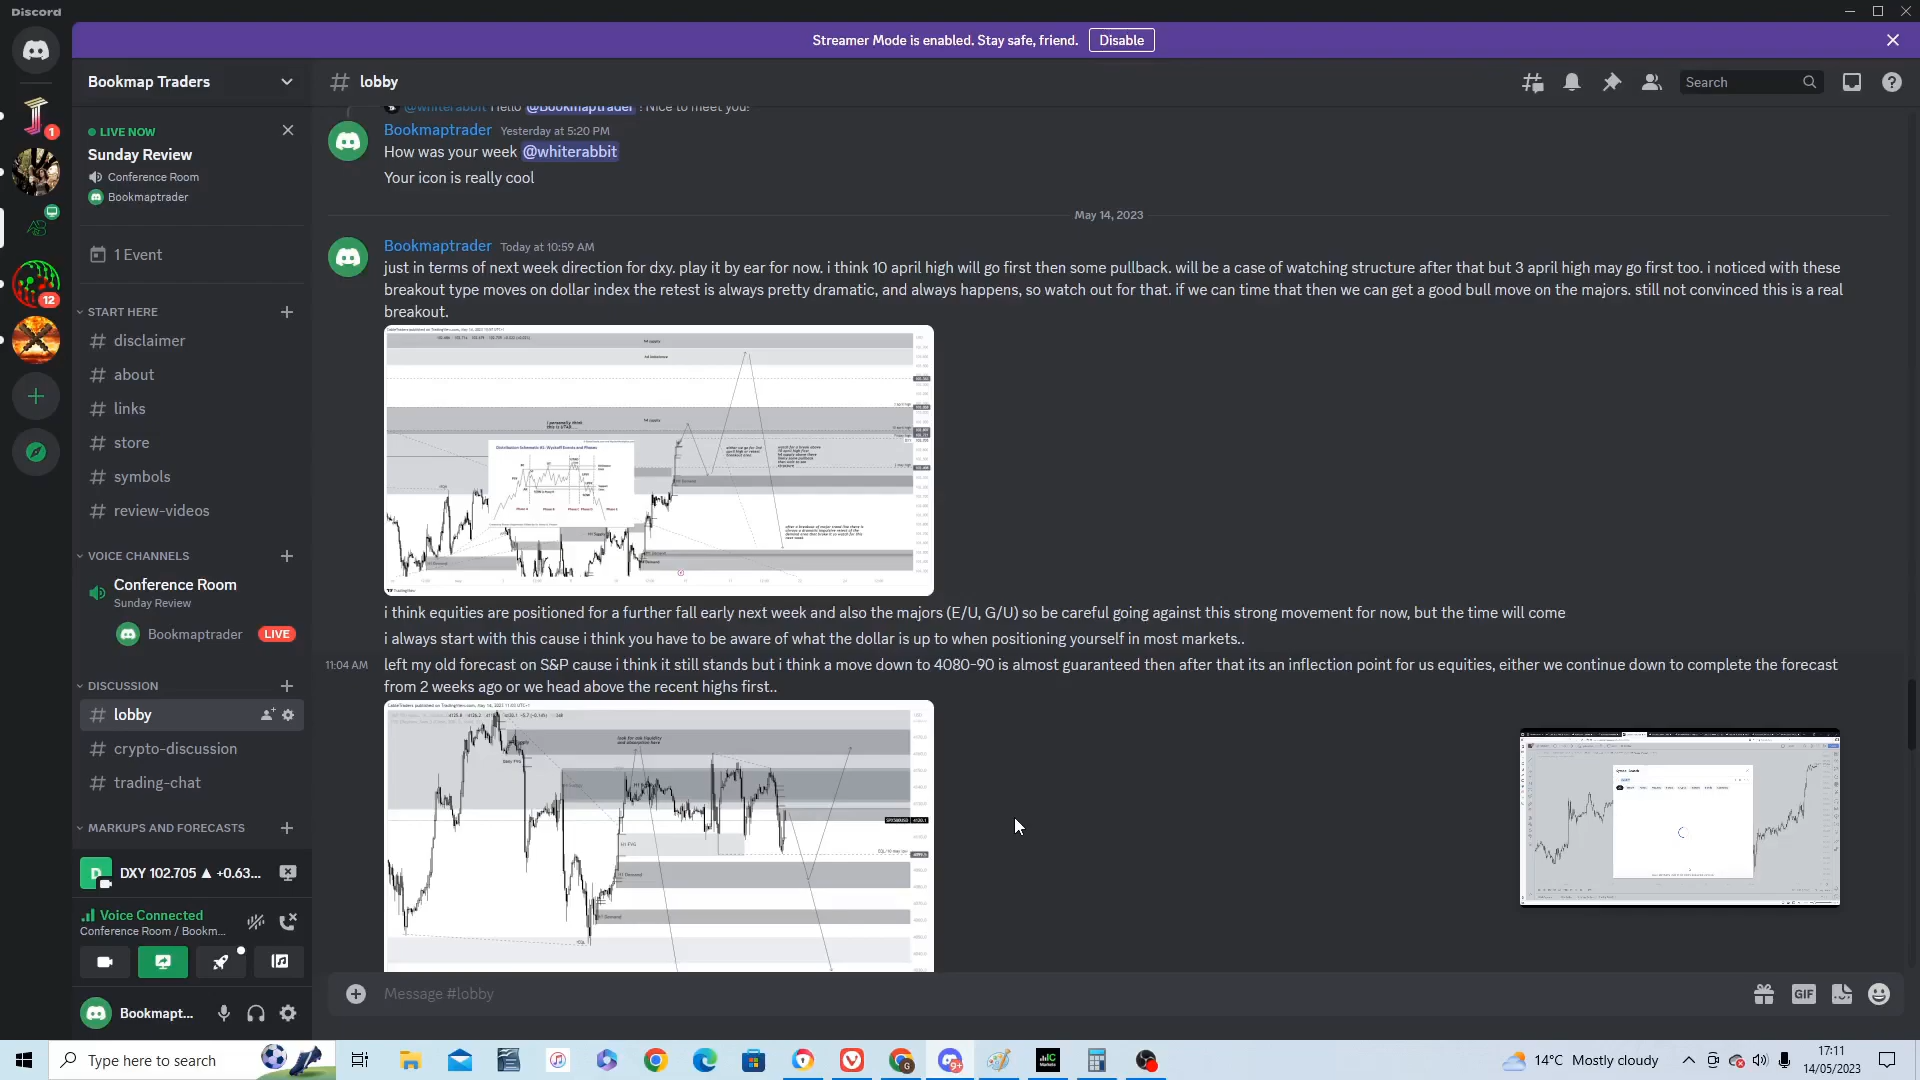 Discord
Streamer Mode is enabled. Stay safe, friend. Disable
Bookmap Traders
# lobby
Search
LIVE NOW
Sunday Review
Conference Room
Bookmaptrader
1 Event
START HERE
disclaimer
about
links
store
symbols
review-videos
VOICE CHANNELS
Conference Room
Sunday Review
Bookmaptrader LIVE
DISCUSSION
lobby
crypto-discussion
trading-chat
MARKUPS AND FORECASTS
DXY 102.705 ▲ +0.63...
Voice Connected
Conference Room / Bookm...
Bookmapt...
1
12
@whiterabbit Hello @Bookmaptrader ! Nice to meet you!
Bookmaptrader Yesterday at 5:20 PM
How was your week @whiterabbit
Your icon is really cool
May 14, 2023
Bookmaptrader Today at 10:59 AM
just in terms of next week direction for dxy. play it by ear for now. i think 10 april high will go first then some pullback. will be a case of watching structure after that but 3 april high may go first too. i noticed with these
breakout type moves on dollar index the retest is always pretty dramatic, and always happens, so watch out for that. if we can time that then we can get a good bull move on the majors. still not convinced this is a real
breakout.
i think equities are positioned for a further fall early next week and also the majors (E/U, G/U) so be careful going against this strong movement for now, but the time will come
i always start with this cause i think you have to be aware of what the dollar is up to when positioning yourself in most markets..
11:04 AM left my old forecast on S&P cause i think it still stands but i think a move down to 4080-90 is almost guaranteed then after that its an inflection point for us equities, either we continue down to complete the forecast
from 2 weeks ago or we head above the recent highs first..
Message #lobby
GIF
Type here to search
14°C Mostly cloudy
17:11
14/05/2023